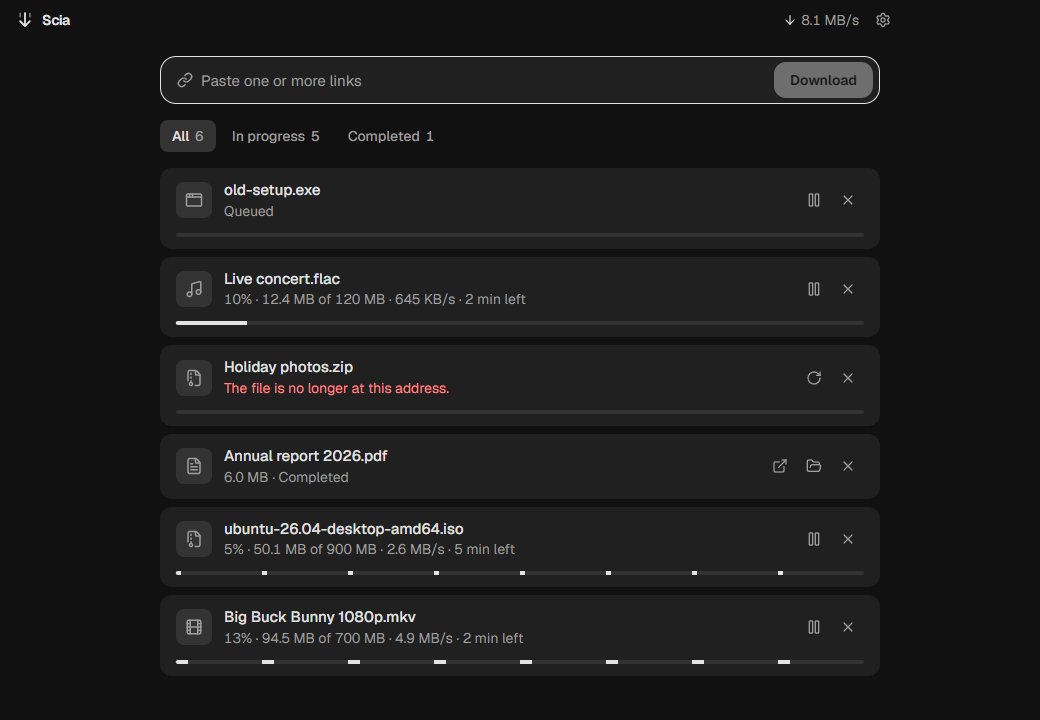 Scia
8.1 MB/s
Paste one or more links
Download
All 6
In progress 5
Completed 1
old-setup.exe
Queued
Live concert.flac
10% · 12.4 MB of 120 MB · 645 KB/s · 2 min left
Holiday photos.zip
The file is no longer at this address.
Annual report 2026.pdf
6.0 MB · Completed
ubuntu-26.04-desktop-amd64.iso
5% · 50.1 MB of 900 MB · 2.6 MB/s · 5 min left
Big Buck Bunny 1080p.mkv
13% · 94.5 MB of 700 MB · 4.9 MB/s · 2 min left